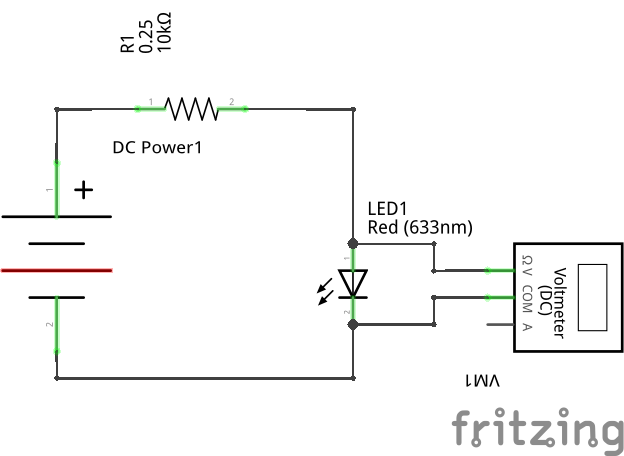 R1
0.25
10kΩ
1
2
DC Power1
1
+
LED1
Red (633nm)
1
2
2
Ω
V
COM
A
Voltmeter
(DC)
VM1
fritzing